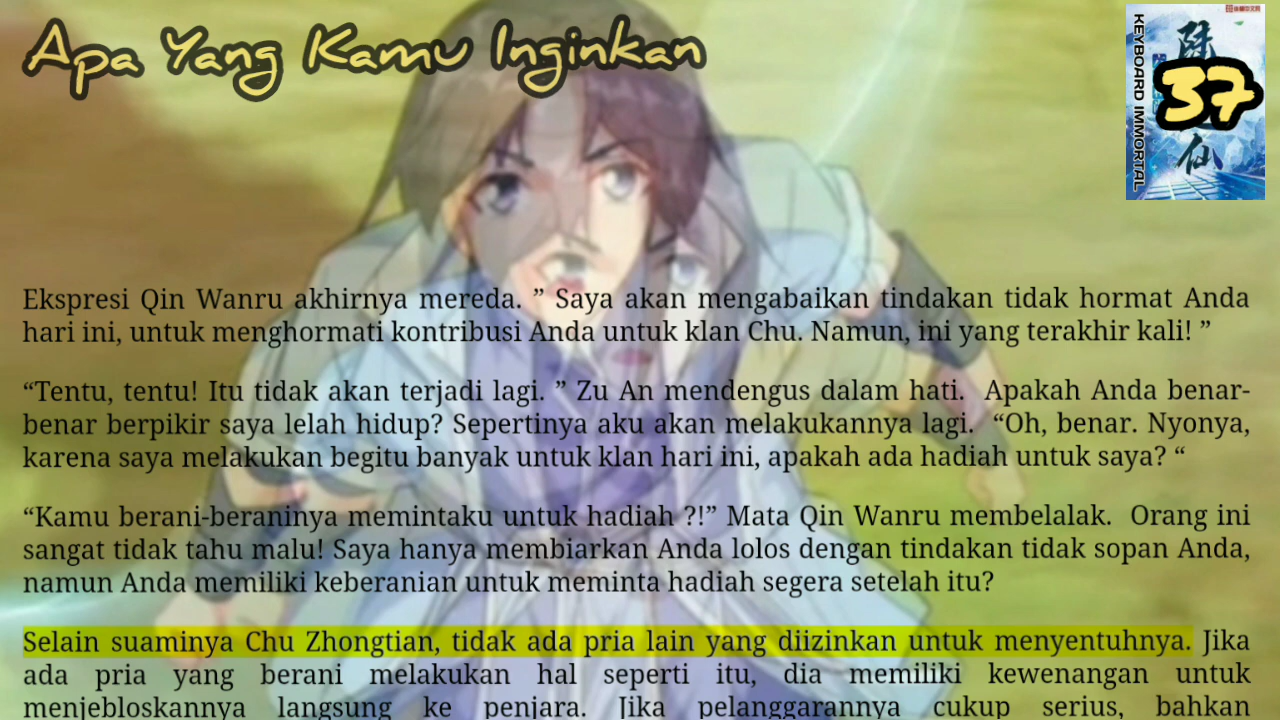 Apa Yang Kamu Inginkan
KEYBOARD IMMORTAL
37
仙
Ekspresi Qin Wanru akhirnya mereda. ” Saya akan mengabaikan tindakan tidak hormat Anda
hari ini, untuk menghormati kontribusi Anda untuk klan Chu. Namun, ini yang terakhir kali! ”
“Tentu, tentu! Itu tidak akan terjadi lagi. ” Zu An mendengus dalam hati. Apakah Anda benar-
benar berpikir saya lelah hidup? Sepertinya aku akan melakukannya lagi. “Oh, benar. Nyonya,
karena saya melakukan begitu banyak untuk klan hari ini, apakah ada hadiah untuk saya? “
“Kamu berani-beraninya memintaku untuk hadiah ?!” Mata Qin Wanru membelalak. Orang ini
sangat tidak tahu malu! Saya hanya membiarkan Anda lolos dengan tindakan tidak sopan Anda,
namun Anda memiliki keberanian untuk meminta hadiah segera setelah itu?
Selain suaminya Chu Zhongtian, tidak ada pria lain yang diizinkan untuk menyentuhnya. Jika
ada pria yang berani melakukan hal seperti itu, dia memiliki kewenangan untuk
menjebloskannya langsung ke penjara. Jika pelanggarannya cukup serius, bahkan